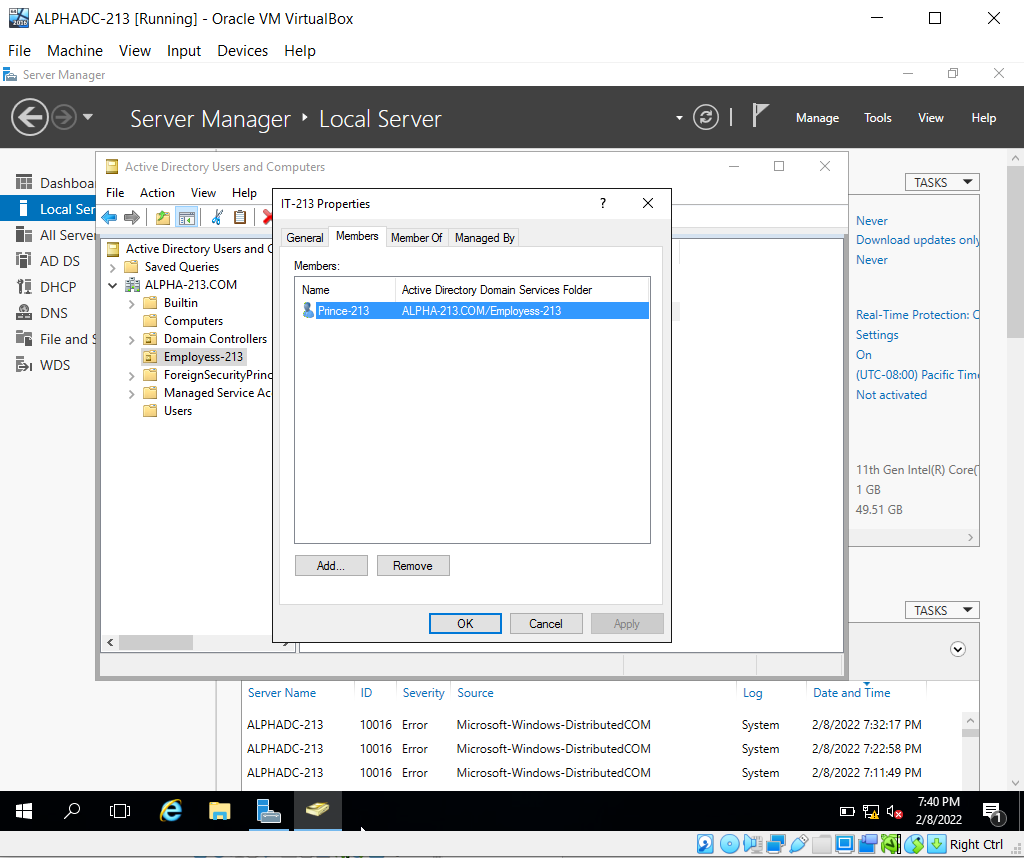 ALPHADC-213 [Running] - Oracle VM VirtualBox
File Machine View Input Devices Help
Server Manager
Server Manager Local Server
Manage Tools View Help
Dashboa
Local Ser
All Server
AD DS
DHCP
DNS
File and S
WDS
Active Directory Users and Computers
File Action View Help
Active Directory Users and C
Saved Queries
ALPHA-213.COM
Builtin
Computers
Domain Controllers
Employess-213
ForeignSecurityPrinc
Managed Service Ac
Users
IT-213 Properties
?
General Members Member Of Managed By
Members:
Name Active Directory Domain Services Folder
Prince-213 ALPHA-213.COM/Employess-213
Add... Remove
OK Cancel Apply
TASKS
Never
Download updates only
Never
Real-Time Protection: O
Settings
On
(UTC-08:00) Pacific Time
Not activated
11th Gen Intel(R) Core(
1 GB
49.51 GB
TASKS
Server Name ID Severity Source Log Date and Time
ALPHADC-213 10016 Error Microsoft-Windows-DistributedCOM System 2/8/2022 7:32:17 PM
ALPHADC-213 10016 Error Microsoft-Windows-DistributedCOM System 2/8/2022 7:22:58 PM
ALPHADC-213 10016 Error Microsoft-Windows-DistributedCOM System 2/8/2022 7:11:49 PM
7:40 PM
2/8/2022
1
Right Ctrl